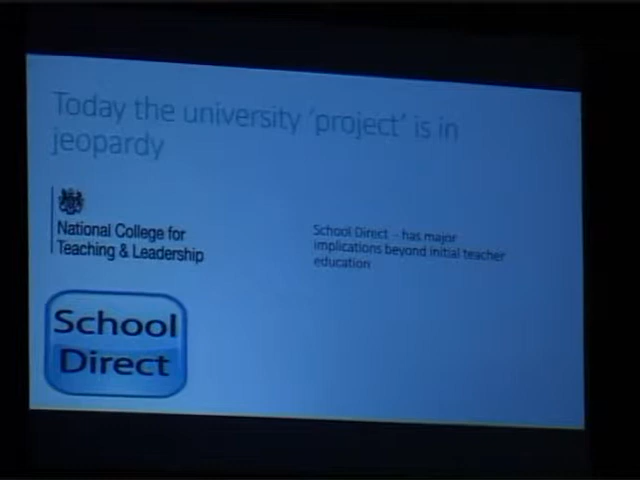 Today the university 'project' is in
jeopardy
National College for
Teaching & Leadership
School Direct - has major
implications beyond initial teacher
education
School
Direct